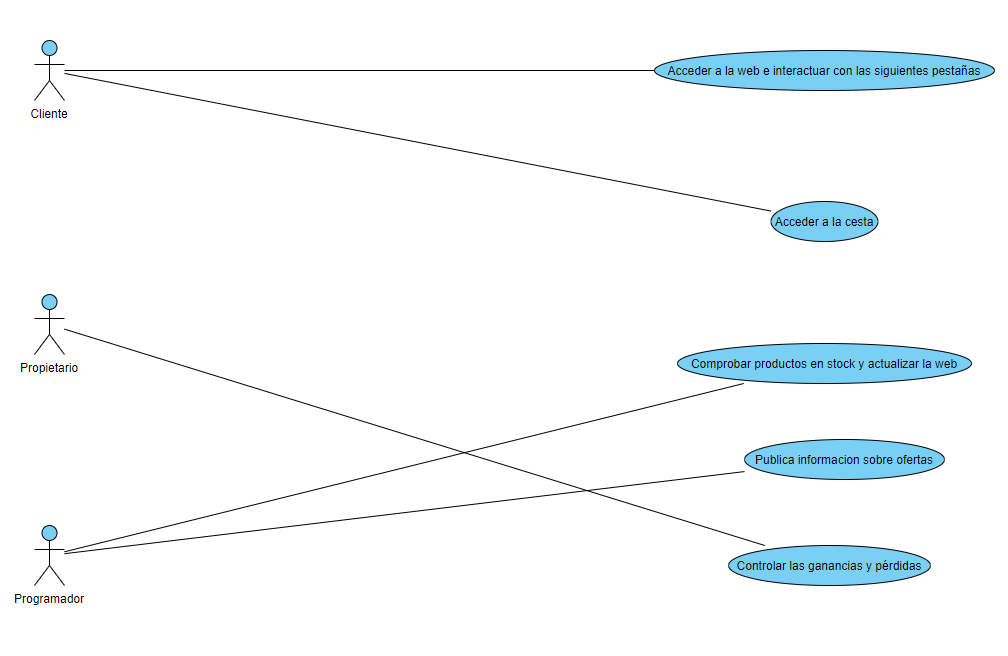 Acceder a la web e interactuar con las siguientes pestañas
Cliente
Acceder a la cesta
Propietario
Comprobar productos en stock y actualizar la web
Publica informacion sobre ofertas
Controlar las ganancias y pérdidas
Programador